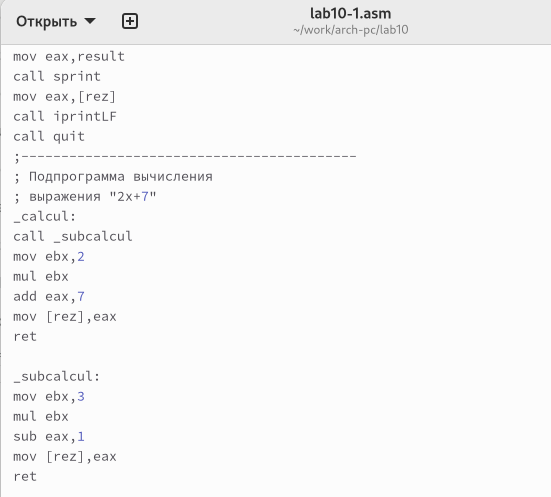 Открыть
lab10-1.asm
~/work/arch-pc/lab10
mov eax,result
call sprint
mov eax,[rez]
call iprintLF
call quit
;------------------------------------------
; Подпрограмма вычисления
; выражения "2x+7"
_calcul:
call _subcalcul
mov ebx,2
mul ebx
add eax,7
mov [rez],eax
ret
_subcalcul:
mov ebx,3
mul ebx
sub eax,1
mov [rez],eax
ret